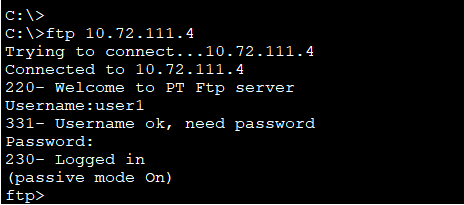 C:\>
C:\>ftp 10.72.111.4
Trying to connect...10.72.111.4
Connected to 10.72.111.4
220- Welcome to PT Ftp server
Username:user1
331- Username ok, need password
Password:
230- Logged in
(passive mode On)
ftp>